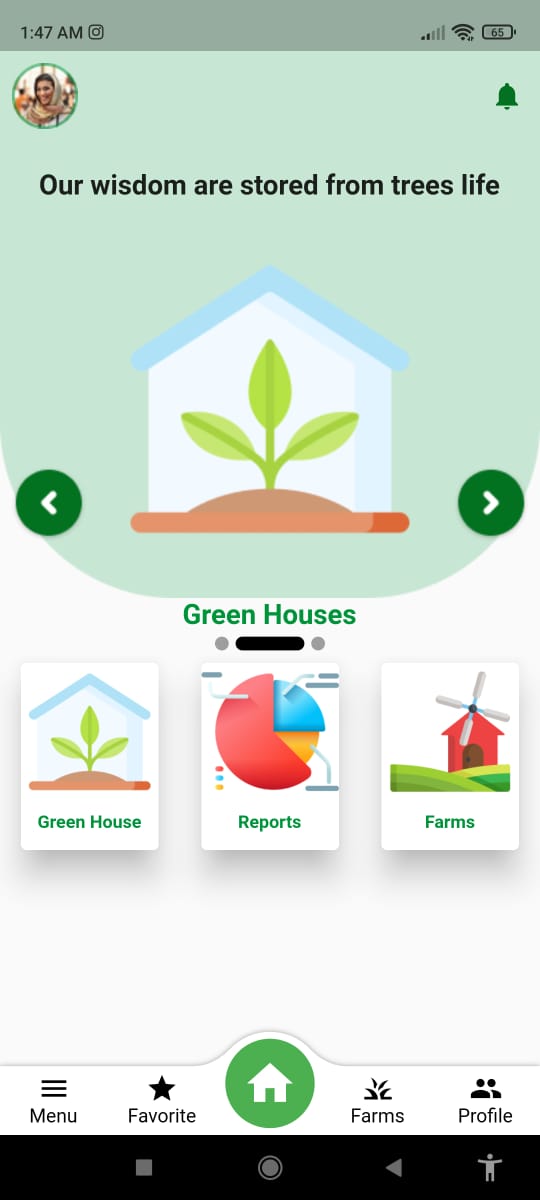 1:47 AM
65
Our wisdom are stored from trees life
Green Houses
Green House
Reports
Farms
Menu
Favorite
Farms
Profile